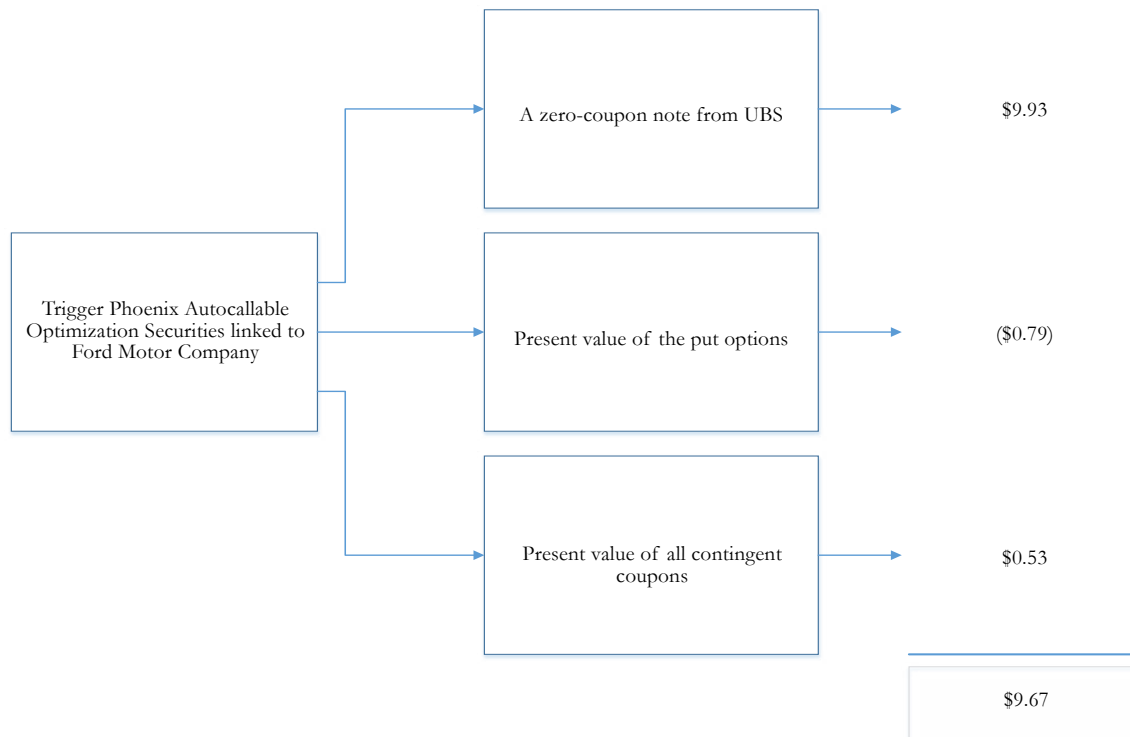 A zero-coupon note from UBS
$9.93
Trigger Phoenix Autocallable
Optimization Securities linked to
Ford Motor Company
Present value of the put options
($0.79)
Present value of all contingent
coupons
$0.53
$9.67